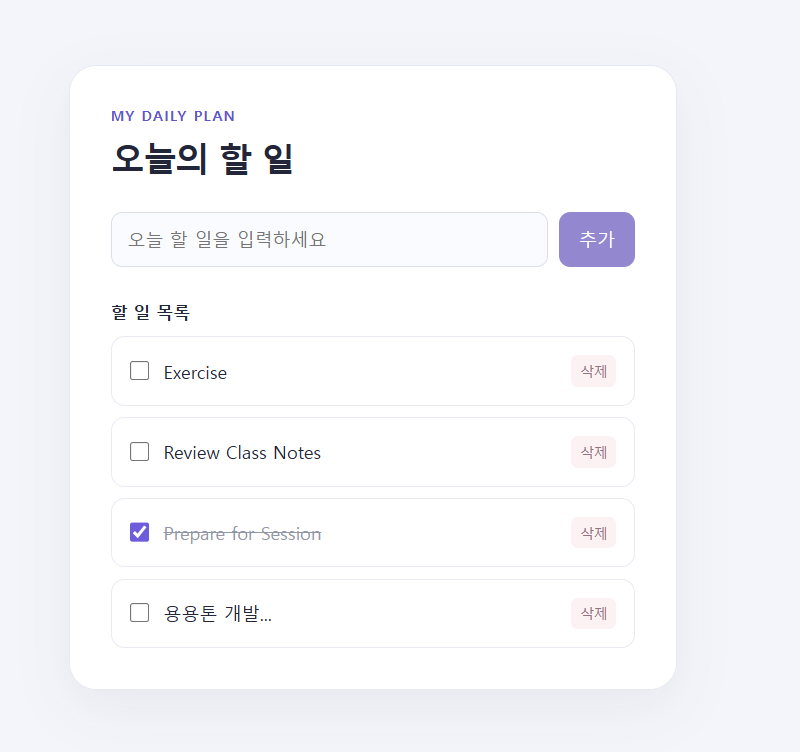 MY DAILY PLAN
오늘의 할 일
오늘 할 일을 입력하세요
추가
할 일 목록
Exercise
삭제
Review Class Notes
삭제
Prepare for Session
삭제
용용톤 개발...
삭제